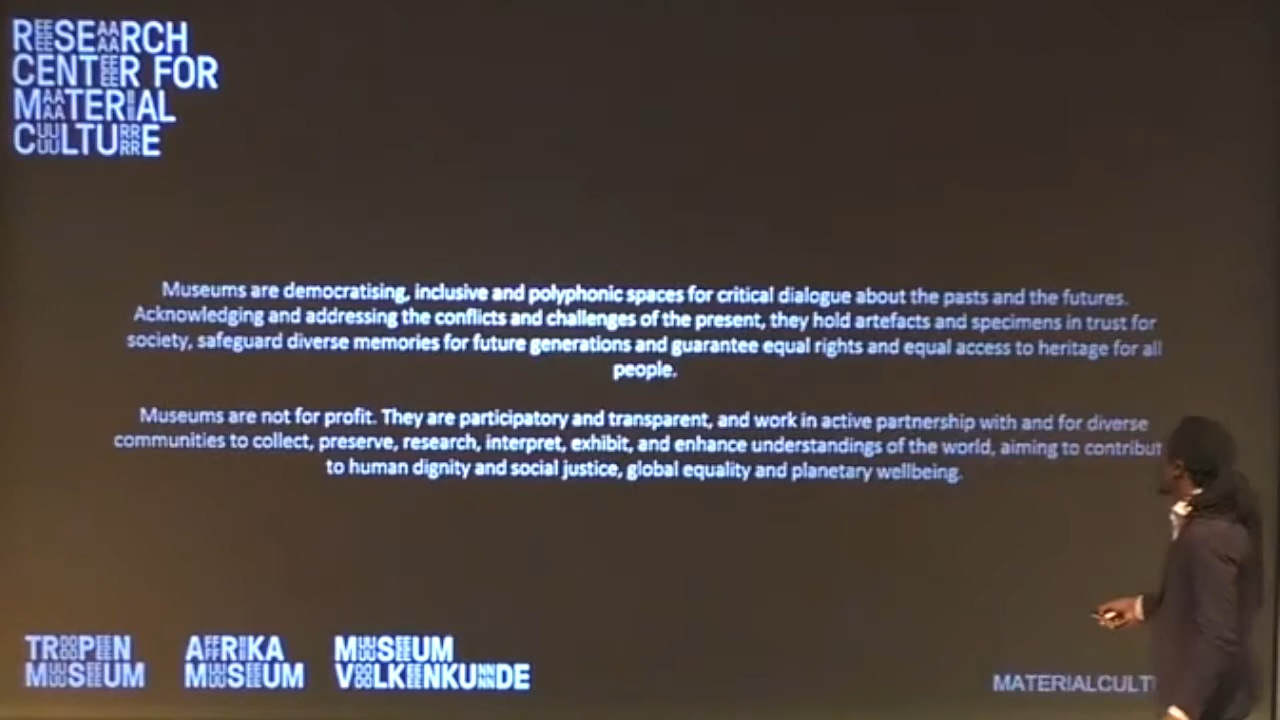 RESEARCH
CENTER FOR
MATERIAL
CULTURE
Museums are democratising, inclusive and polyphonic spaces for critical dialogue about the pasts and the futures.
Acknowledging and addressing the conflicts and challenges of the present, they hold artefacts and specimens in trust for
society, safeguard diverse memories for future generations and guarantee equal rights and equal access to heritage for all
people.
Museums are not for profit. They are participatory and transparent, and work in active partnership with and for diverse
communities to collect, preserve, research, interpret, exhibit, and enhance understandings of the world, aiming to contribut
to human dignity and social justice, global equality and planetary wellbeing.
TROPEN
MUSEUM
AFRIKA
MUSEUM
MUSEUM
VOLKENKUNDE
MATERIALCULT